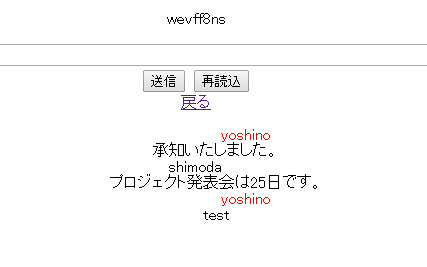 wevff8ns
送信 再読込
戻る
yoshino
承知いたしました。
shimoda
プロジェクト発表会は25日です。
yoshino
test